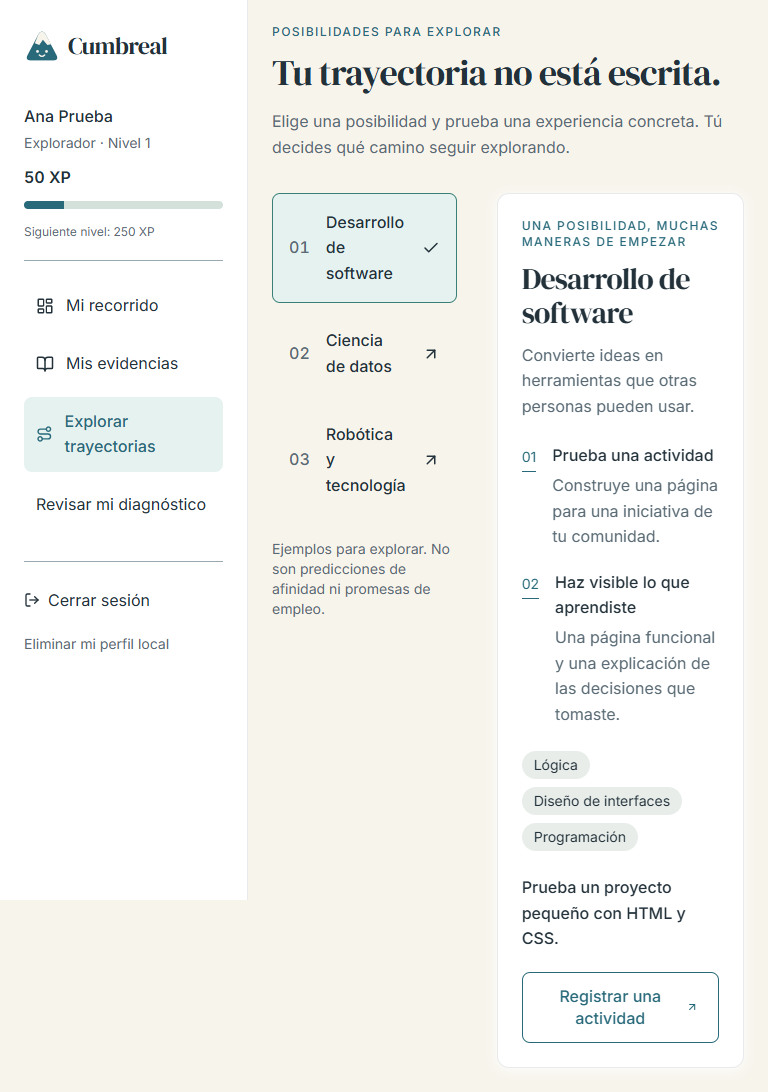 Cumbreal
Ana Prueba
Explorador · Nivel 1
50 XP
Siguiente nivel: 250 XP
Mi recorrido
Mis evidencias
Explorar
trayectorias
Revisar mi diagnóstico
Cerrar sesión
Eliminar mi perfil local
POSIBILIDADES PARA EXPLORAR
Tu trayectoria no está escrita.
Elige una posibilidad y prueba una experiencia concreta. Tú
decides qué camino seguir explorando.
01 Desarrollo
de
software
02 Ciencia
de datos
03 Robótica
y
tecnología
Ejemplos para explorar. No
son predicciones de
afinidad ni promesas de
empleo.
UNA POSIBILIDAD, MUCHAS
MANERAS DE EMPEZAR
Desarrollo de
software
Convierte ideas en
herramientas que otras
personas pueden usar.
01 Prueba una actividad
Construye una página
para una iniciativa de
tu comunidad.
02 Haz visible lo que
aprendiste
Una página funcional
y una explicación de
las decisiones que
tomaste.
Lógica
Diseño de interfaces
Programación
Prueba un proyecto
pequeño con HTML y
CSS.
Registrar una
actividad